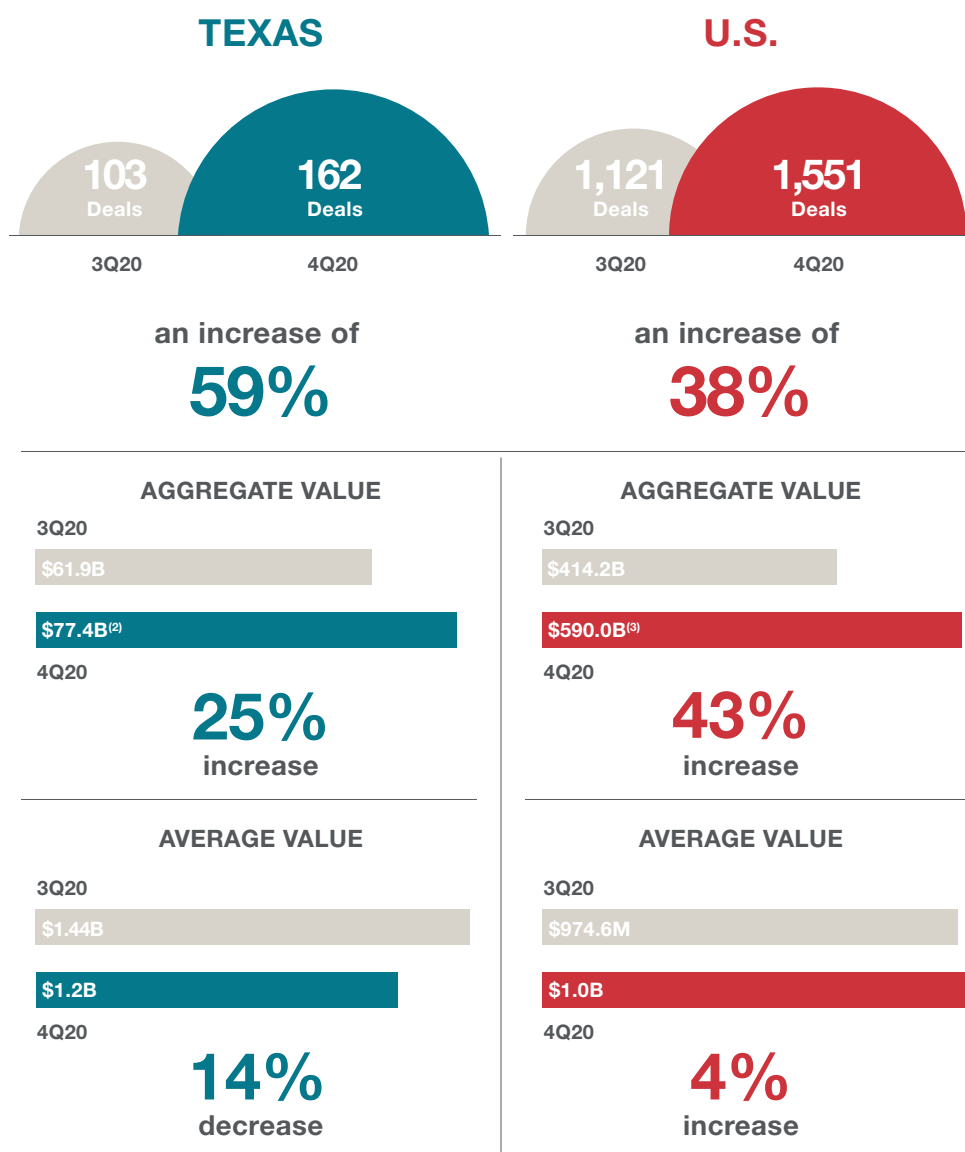 TEXAS
103
Deals
162
Deals
3Q20
4Q20
an increase of
59%
U.S.
1,121
Deals
1,551
Deals
3Q20
4Q20
an increase of
38%
AGGREGATE VALUE
3Q20
$61.9B
$77.4B(2)
4Q20
25%
increase
AGGREGATE VALUE
3Q20
$414.2B
$590.0B(3)
4Q20
43%
increase
AVERAGE VALUE
3Q20
$1.44B
$1.2B
4Q20
14%
decrease
AVERAGE VALUE
3Q20
$974.6M
$1.0B
4Q20
4%
increase